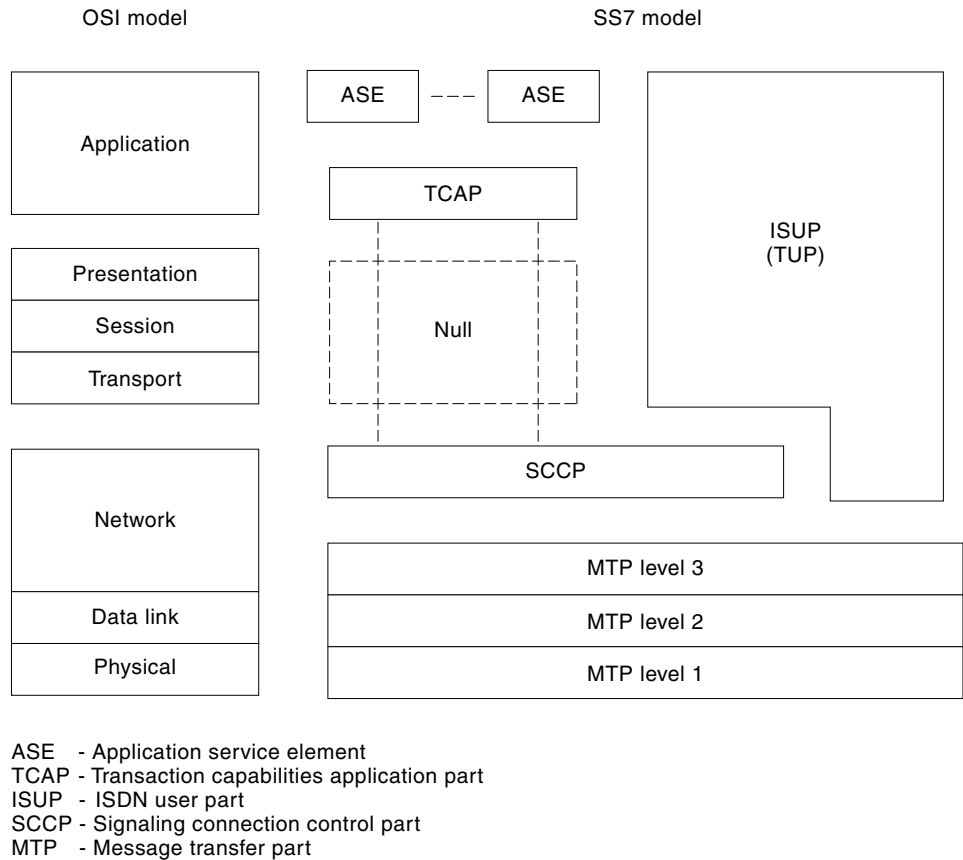 OSI model
SS7 model
Application
ASE
ASE
TCAP
ISUP
(TUP)
Presentation
Session
Transport
Null
SCCP
Network
Data link
Physical
MTP level 3
MTP level 2
MTP level 1
ASE - Application service element
TCAP - Transaction capabilities application part
ISUP - ISDN user part
SCCP - Signaling connection control part
MTP - Message transfer part